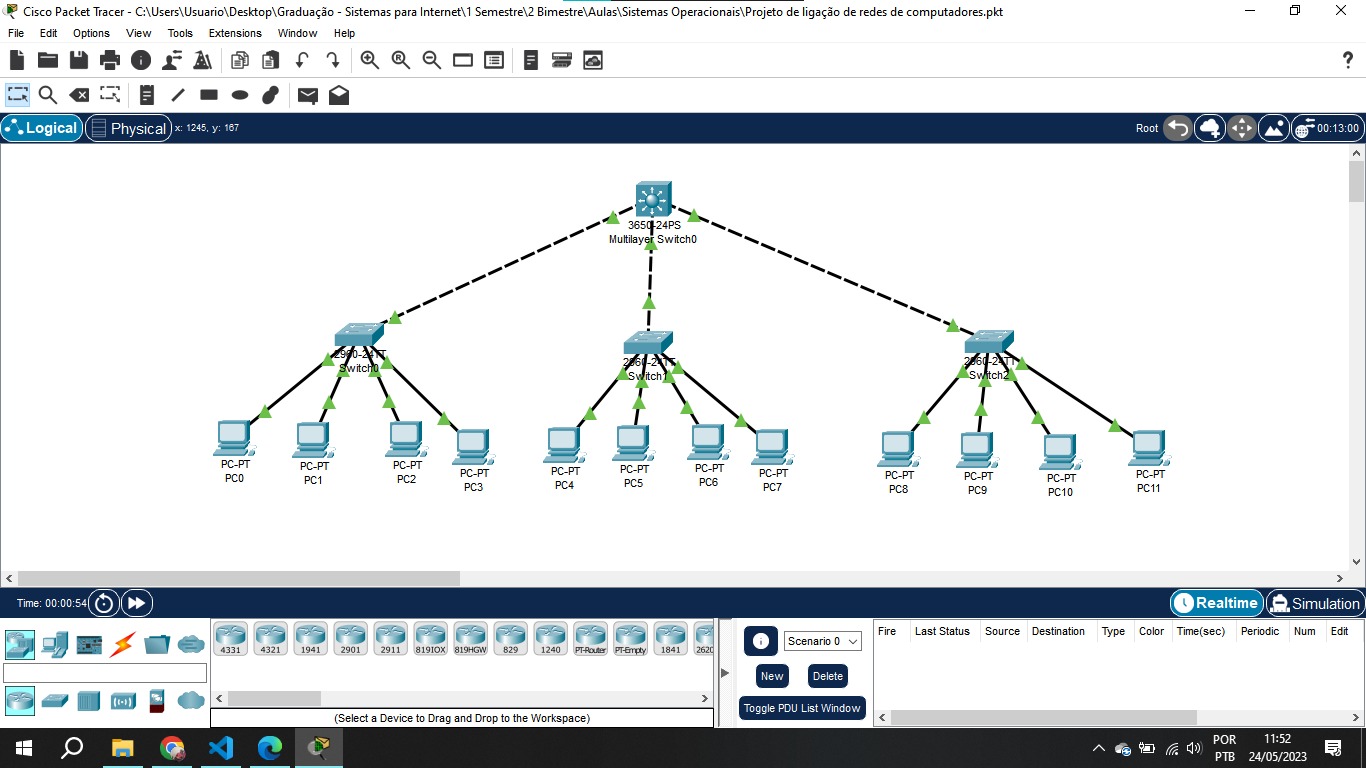 Cisco Packet Tracer - C:\Users\Usuario\Desktop\Graduação - Sistemas para Internet\1 Semestre\2 Bimestre\Aulas\Sistemas Operacionais\Projeto de ligação de redes de computadores.pkt
File Edit Options View Tools Extensions Window Help
Logical Physical x: 1245, y: 167 Root 00:13:00
3650-24PS
Multilayer Switch0
2960-24TT
Switch0
2960-24TT
Switch1
2960-24TT
Switch2
PC-PT
PC0
PC-PT
PC1
PC-PT
PC2
PC-PT
PC3
PC-PT
PC4
PC-PT
PC5
PC-PT
PC6
PC-PT
PC7
PC-PT
PC8
PC-PT
PC9
PC-PT
PC10
PC-PT
PC11
Time: 00:00:54 Realtime Simulation
4331 4321 1941 2901 2911 819IOX 819HGW 829 1240 PT-Router PT-Empty 1841 2620
(Select a Device to Drag and Drop to the Workspace)
Scenario 0
New Delete
Toggle PDU List Window
Fire Last Status Source Destination Type Color Time(sec) Periodic Num Edit
POR
PTB
11:52
24/05/2023